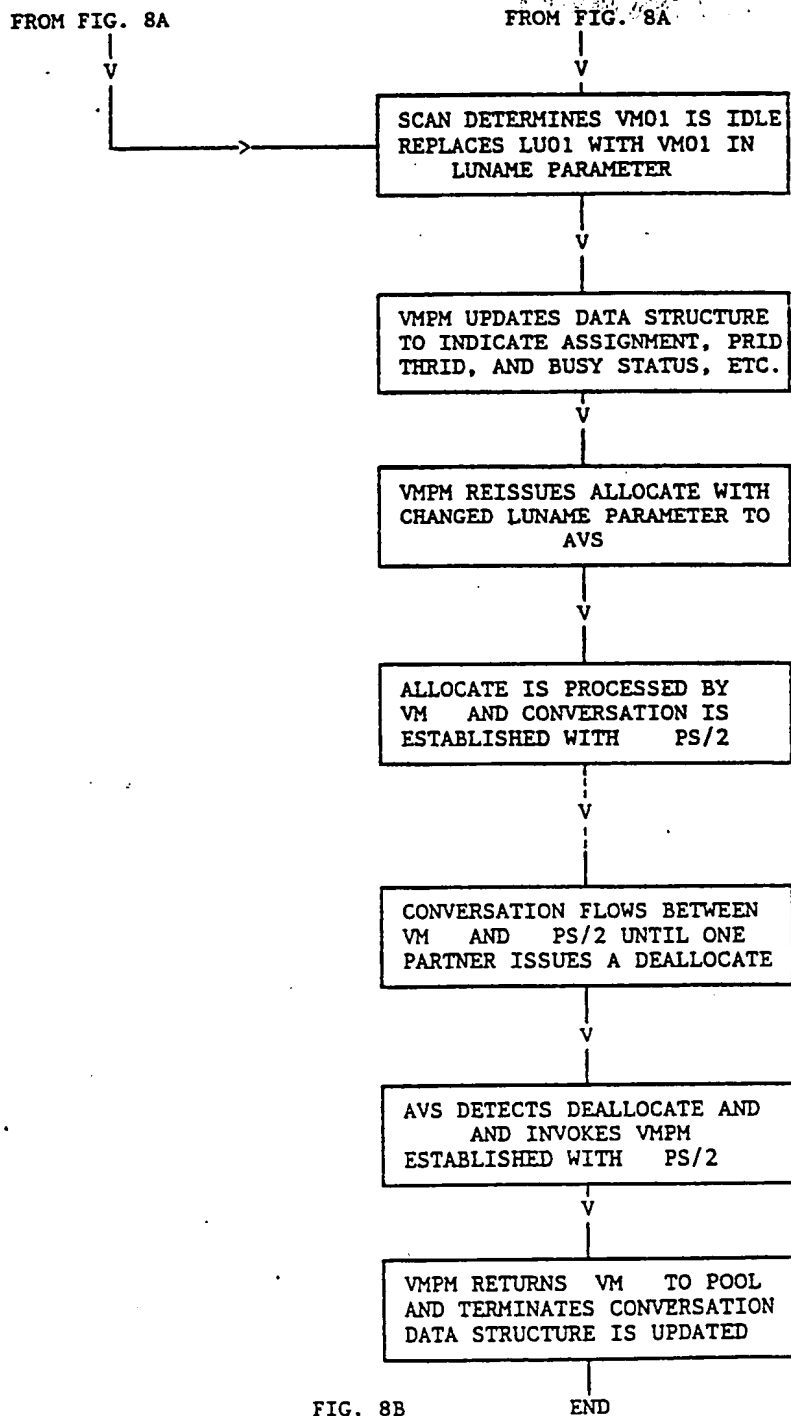 FROM FIG. 8A
FROM FIG. 8A
V
V
>
SCAN DETERMINES VM01 IS IDLE
REPLACES LU01 WITH VM01 IN
LUNAME PARAMETER
V
VMPM UPDATES DATA STRUCTURE
TO INDICATE ASSIGNMENT, PRID
THRID, AND BUSY STATUS, ETC.
V
VMPM REISSUES ALLOCATE WITH
CHANGED LUNAME PARAMETER TO
AVS
V
ALLOCATE IS PROCESSED BY
VM AND CONVERSATION IS
ESTABLISHED WITH PS/2
V
CONVERSATION FLOWS BETWEEN
VM AND PS/2 UNTIL ONE
PARTNER ISSUES A DEALLOCATE
V
AVS DETECTS DEALLOCATE AND
AND INVOKES VMPM
ESTABLISHED WITH PS/2
V
VMPM RETURNS VM TO POOL
AND TERMINATES CONVERSATION
DATA STRUCTURE IS UPDATED
FIG. 8B
END